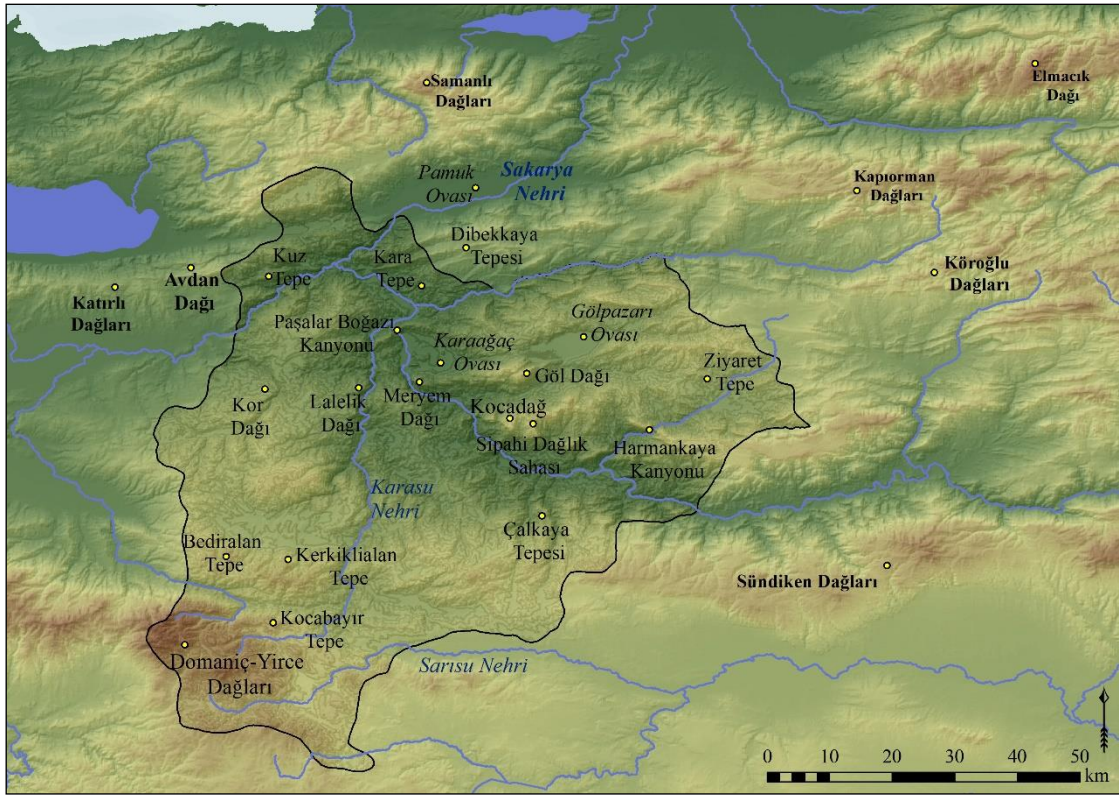 Samanlı
Dağları
Elmacık
Dağı
Pamuk
Ovası
Sakarya
Nehri
Kapıorman
Dağları
Dibekkaya
Tepesi
Kuz
Tepe
Kara
Tepe
Avdan
Dağı
Katırlı
Dağları
Köroğlu
Dağları
Paşalar Boğazı
Kanyonu
Gölpazarı
Ovası
Karaağaç
Ovası
Ziyaret
Tepe
Göl Dağı
Kor
Dağı
Lalelik
Dağı
Meryem
Dağı
Kocadağ
Sipahi Dağlık
Sahası
Harmankaya
Kanyonu
Karasu
Nehri
Çalkaya
Tepesi
Bediralan
Tepe
Kerkiklialan
Tepe
Sündiken Dağları
Kocabayır
Tepe
Domaniç-Yirce
Dağları
Sarısu Nehri
0 10 20 30 40 50
km